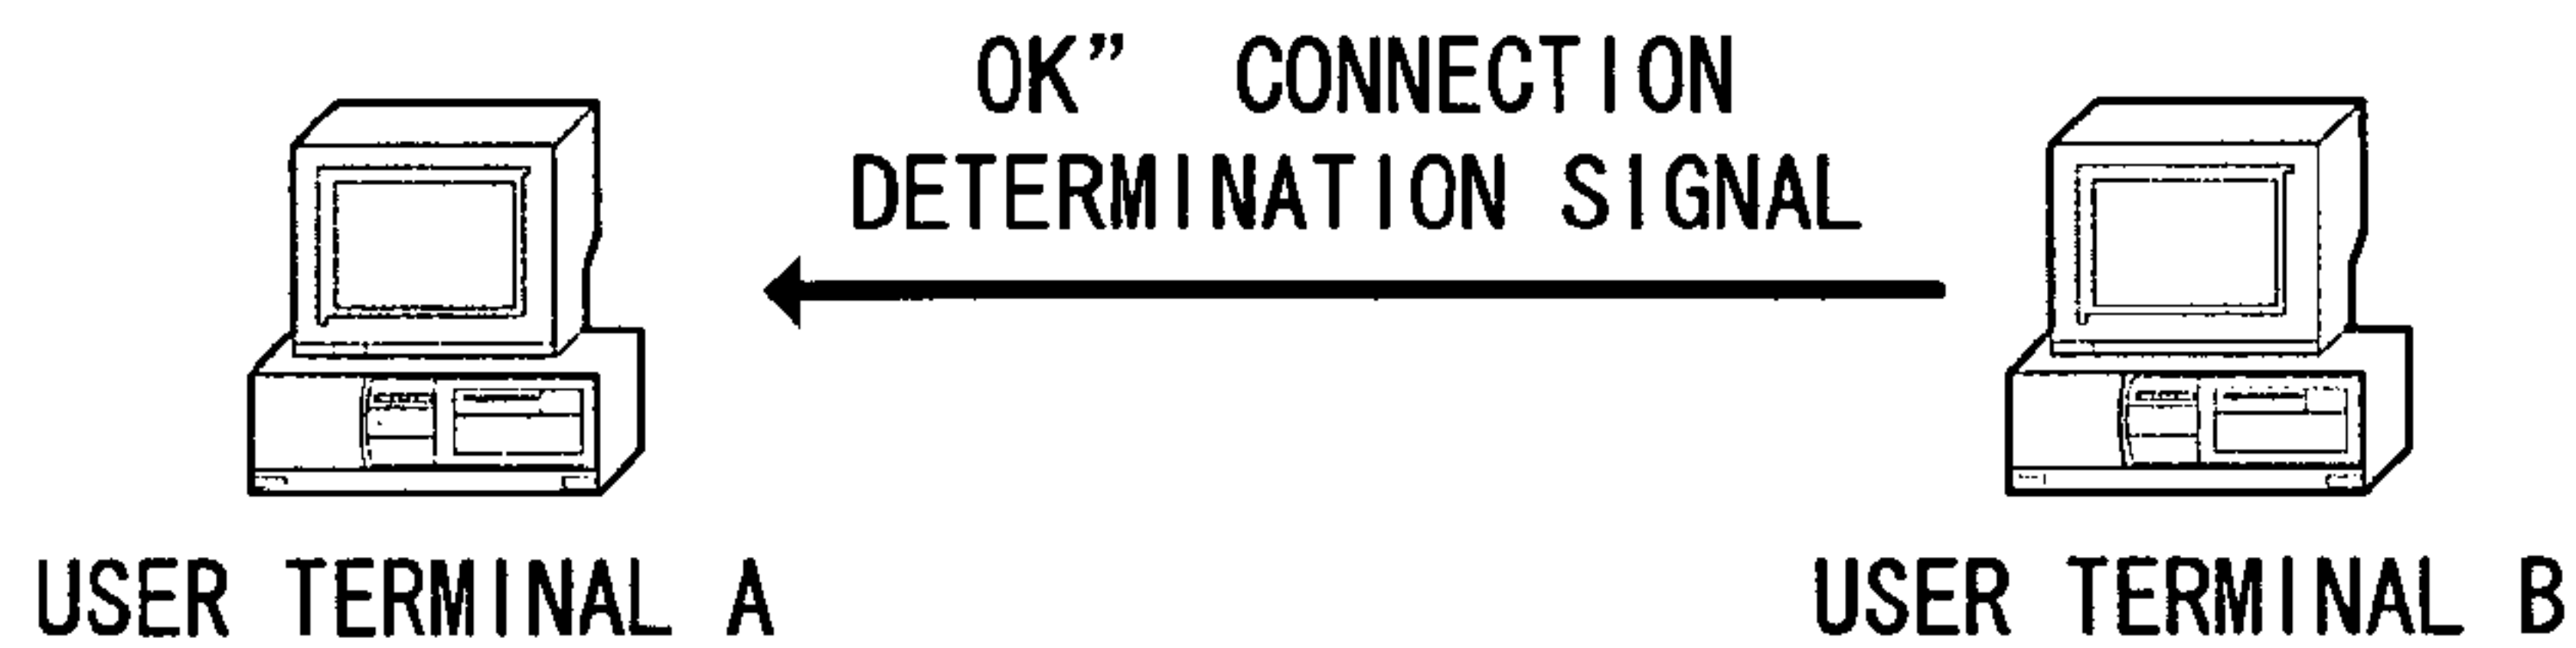 OK” CONNECTION
DETERMINATION SIGNAL
USER TERMINAL A
USER TERMINAL B